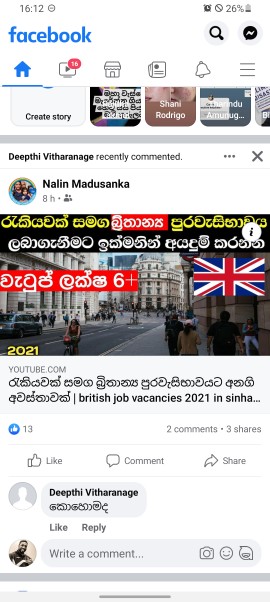 16:12
26%
facebook
16
Create story
Shani
Rodrigo
Amunug...
Deepthi Vitharanage recently commented.
Nalin Madusanka
8 h
රැකියවක් සමග බ්‍රිතාන්‍ය පුරවැසිභාවය
ලබාගැනීමට ඉක්මනින් අයදුම් කරන්න
වැටුප් ලක්ෂ 6+
2021
YOUTUBE.COM
රැකියවක් සමග බ්‍රිතාන්‍ය පුරවැසිභාවයට අනගි
අවස්තාවක් | british job vacancies 2021 in sinha...
13
2 comments • 3 shares
Like
Comment
Share
Deepthi Vitharanage
කොහොමද
Like
Reply
Write a comment...